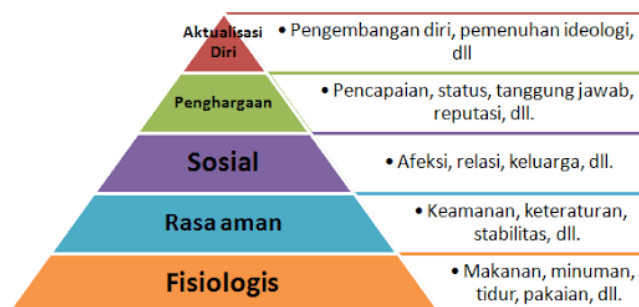 Aktualisasi
Diri
• Pengembangan diri, pemenuhan ideologi,
dll
Penghargaan
• Pencapaian, status, tanggung jawab,
reputasi, dll.
Sosial
• Afeksi, relasi, keluarga, dll.
Rasa aman
• Keamanan, keteraturan,
stabilitas, dll.
Fisiologis
• Makanan, minuman,
tidur, pakaian, dll.